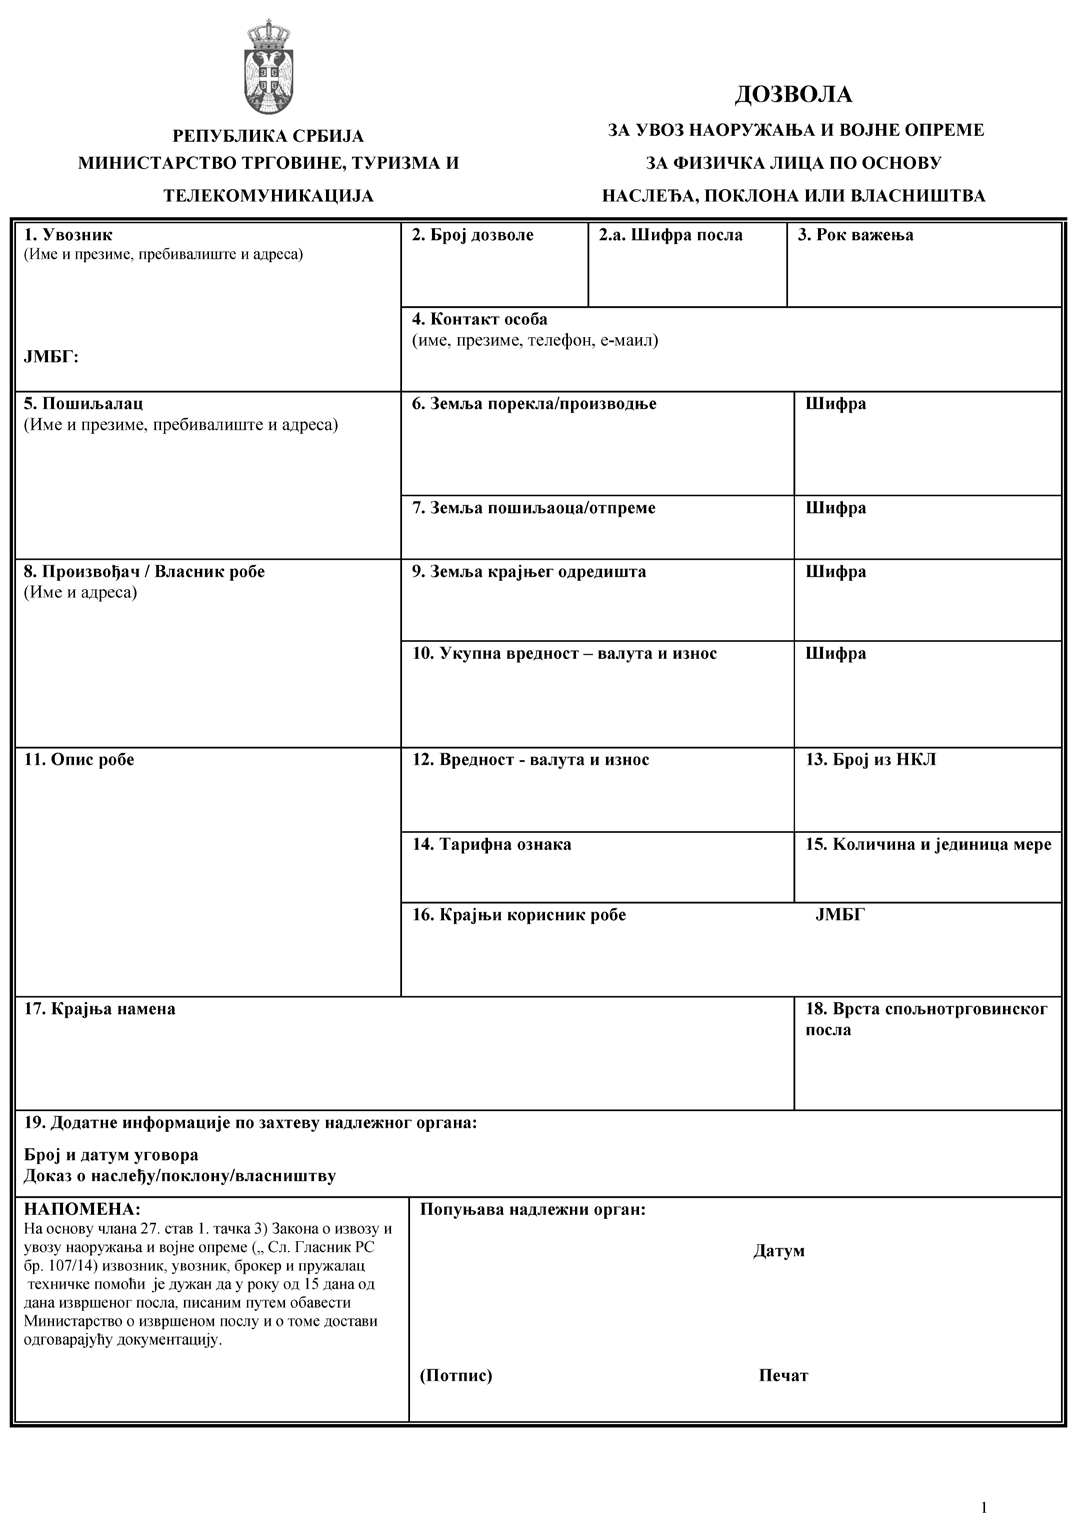 РЕПУБЛИКА СРБИЈА
МИНИСТАРСТВО ТРГОВИНЕ, ТУРИЗМА И
ТЕЛЕКОМУНИКАЦИЈА
ДОЗВОЛА
ЗА УВОЗ НАОРУЖАЊА И ВОЈНЕ ОПРЕМЕ
ЗА ФИЗИЧКА ЛИЦА ПО ОСНОВУ
НАСЛЕЂА, ПОКЛОНА ИЛИ ВЛАСНИШТВА
1. Увозник
(Име и презиме, пребивалиште и адреса)
ЈМБГ:
2. Број дозволе
2.а. Шифра посла
3. Рок важења
4. Контакт особа
(име, презиме, телефон, е-маил)
5. Пошиљалац
(Име и презиме, пребивалиште и адреса)
6. Земља порекла/производње
Шифра
7. Земља пошиљаоца/отпреме
Шифра
8. Произвођач / Власник робе
(Име и адреса)
9. Земља крајњег одредишта
Шифра
10. Укупна вредност – валута и износ
Шифра
11. Опис робе
12. Вредност - валута и износ
13. Број из НКЛ
14. Тарифна ознака
15. Количина и јединица мере
16. Крајњи корисник робе
ЈМБГ
17. Крајња намена
18. Врста спољнотрговинског
посла
19. Додатне информације по захтеву надлежног органа:
Број и датум уговора
Доказ о наслеђу/поклону/власништву
НАПОМЕНА:
На основу члана 27. став 1. тачка 3) Закона о извозу и
увозу наоружања и војне опреме („ Сл. Гласник РС
бр. 107/14) извозник, увозник, брокер и пружалац
техничке помоћи је дужан да у року од 15 дана од
дана извршеног посла, писаним путем обавести
Министарство о извршеном послу и о томе достави
одговарајућу документацију.
Попуњава надлежни орган:
Датум
(Потпис)
Печат
1